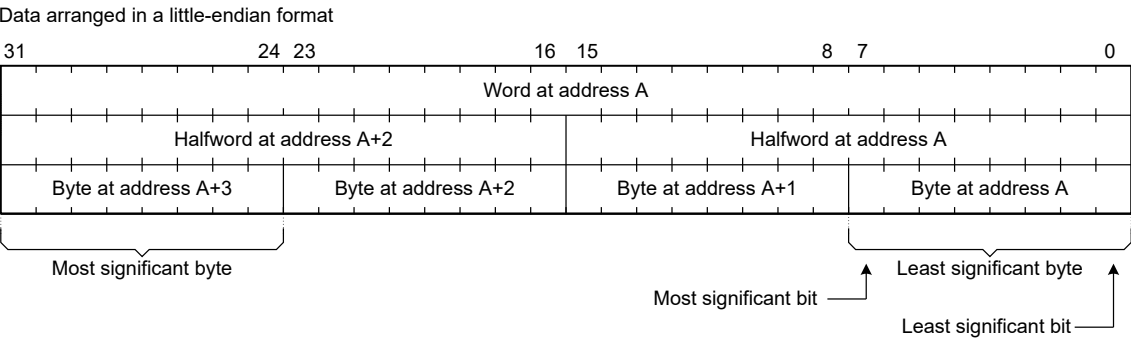 Data arranged in a little-endian format
31 24 23 16 15 8 7 0
Word at address A
Halfword at address A+2 Halfword at address A
Byte at address A+3 Byte at address A+2 Byte at address A+1 Byte at address A
Most significant byte Least significant byte
Most significant bit
Least significant bit